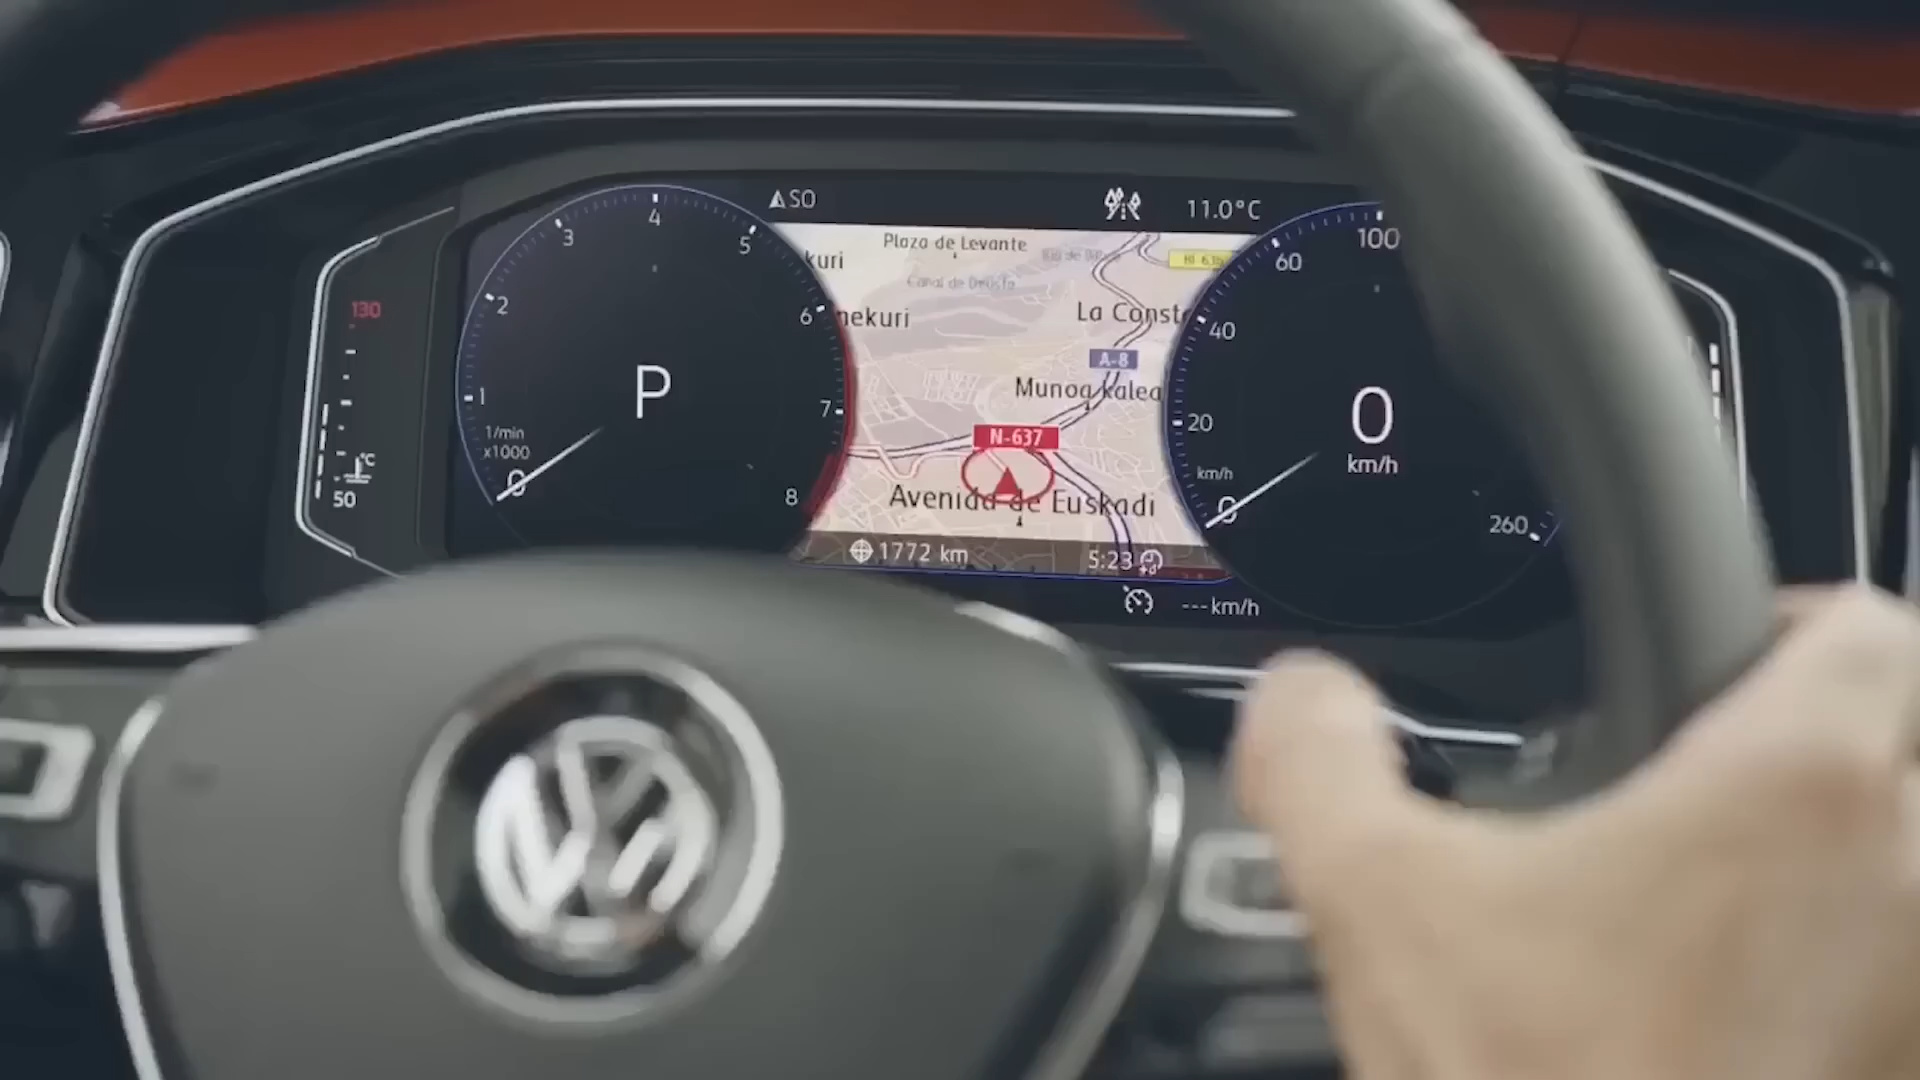 SO
11.0°C
4
3
5
2
6
1
7
1/min
x1000
0
8
P
130
°C
50
kuri
Plaza de Levante
Canal de Deusto
nekuri
La Const
A-8
Munoa kalea
N-637
Avenida de Euskadi
1772 km
5:23
--- km/h
100
60
40
20
km/h
0
260
0
km/h